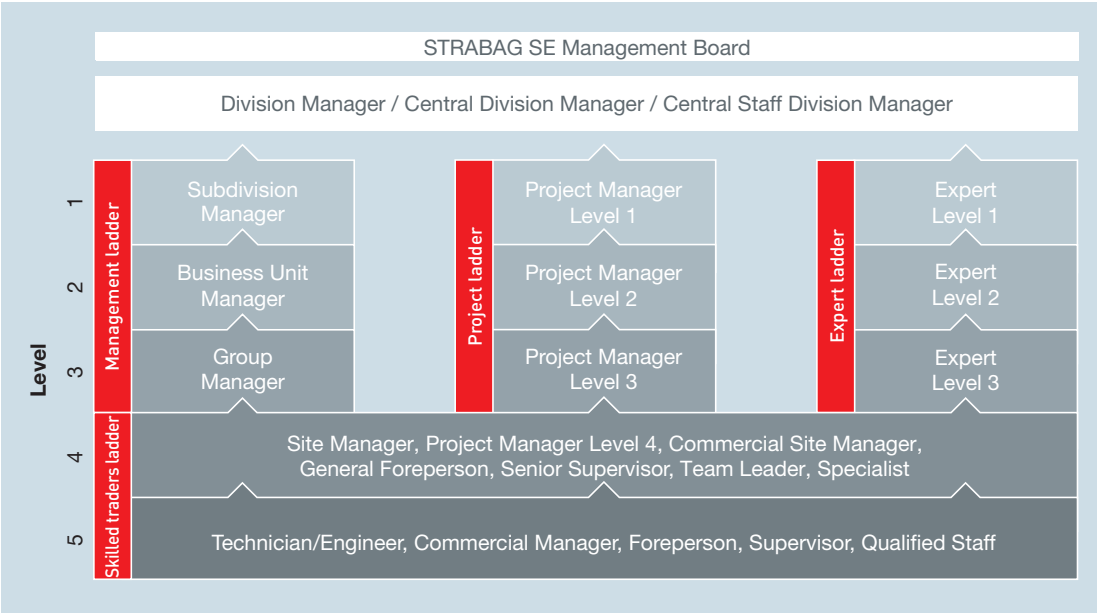 STRABAG SE Management Board
Division Manager / Central Division Manager / Central Staff Division Manager
Level
1
2
3
4
5
Management ladder
Subdivision
Manager
Business Unit
Manager
Group
Manager
Project ladder
Project Manager
Level 1
Project Manager
Level 2
Project Manager
Level 3
Expert ladder
Expert
Level 1
Expert
Level 2
Expert
Level 3
Skilled traders ladder
Site Manager, Project Manager Level 4, Commercial Site Manager,
General Foreperson, Senior Supervisor, Team Leader, Specialist
Technician/Engineer, Commercial Manager, Foreperson, Supervisor, Qualified Staff